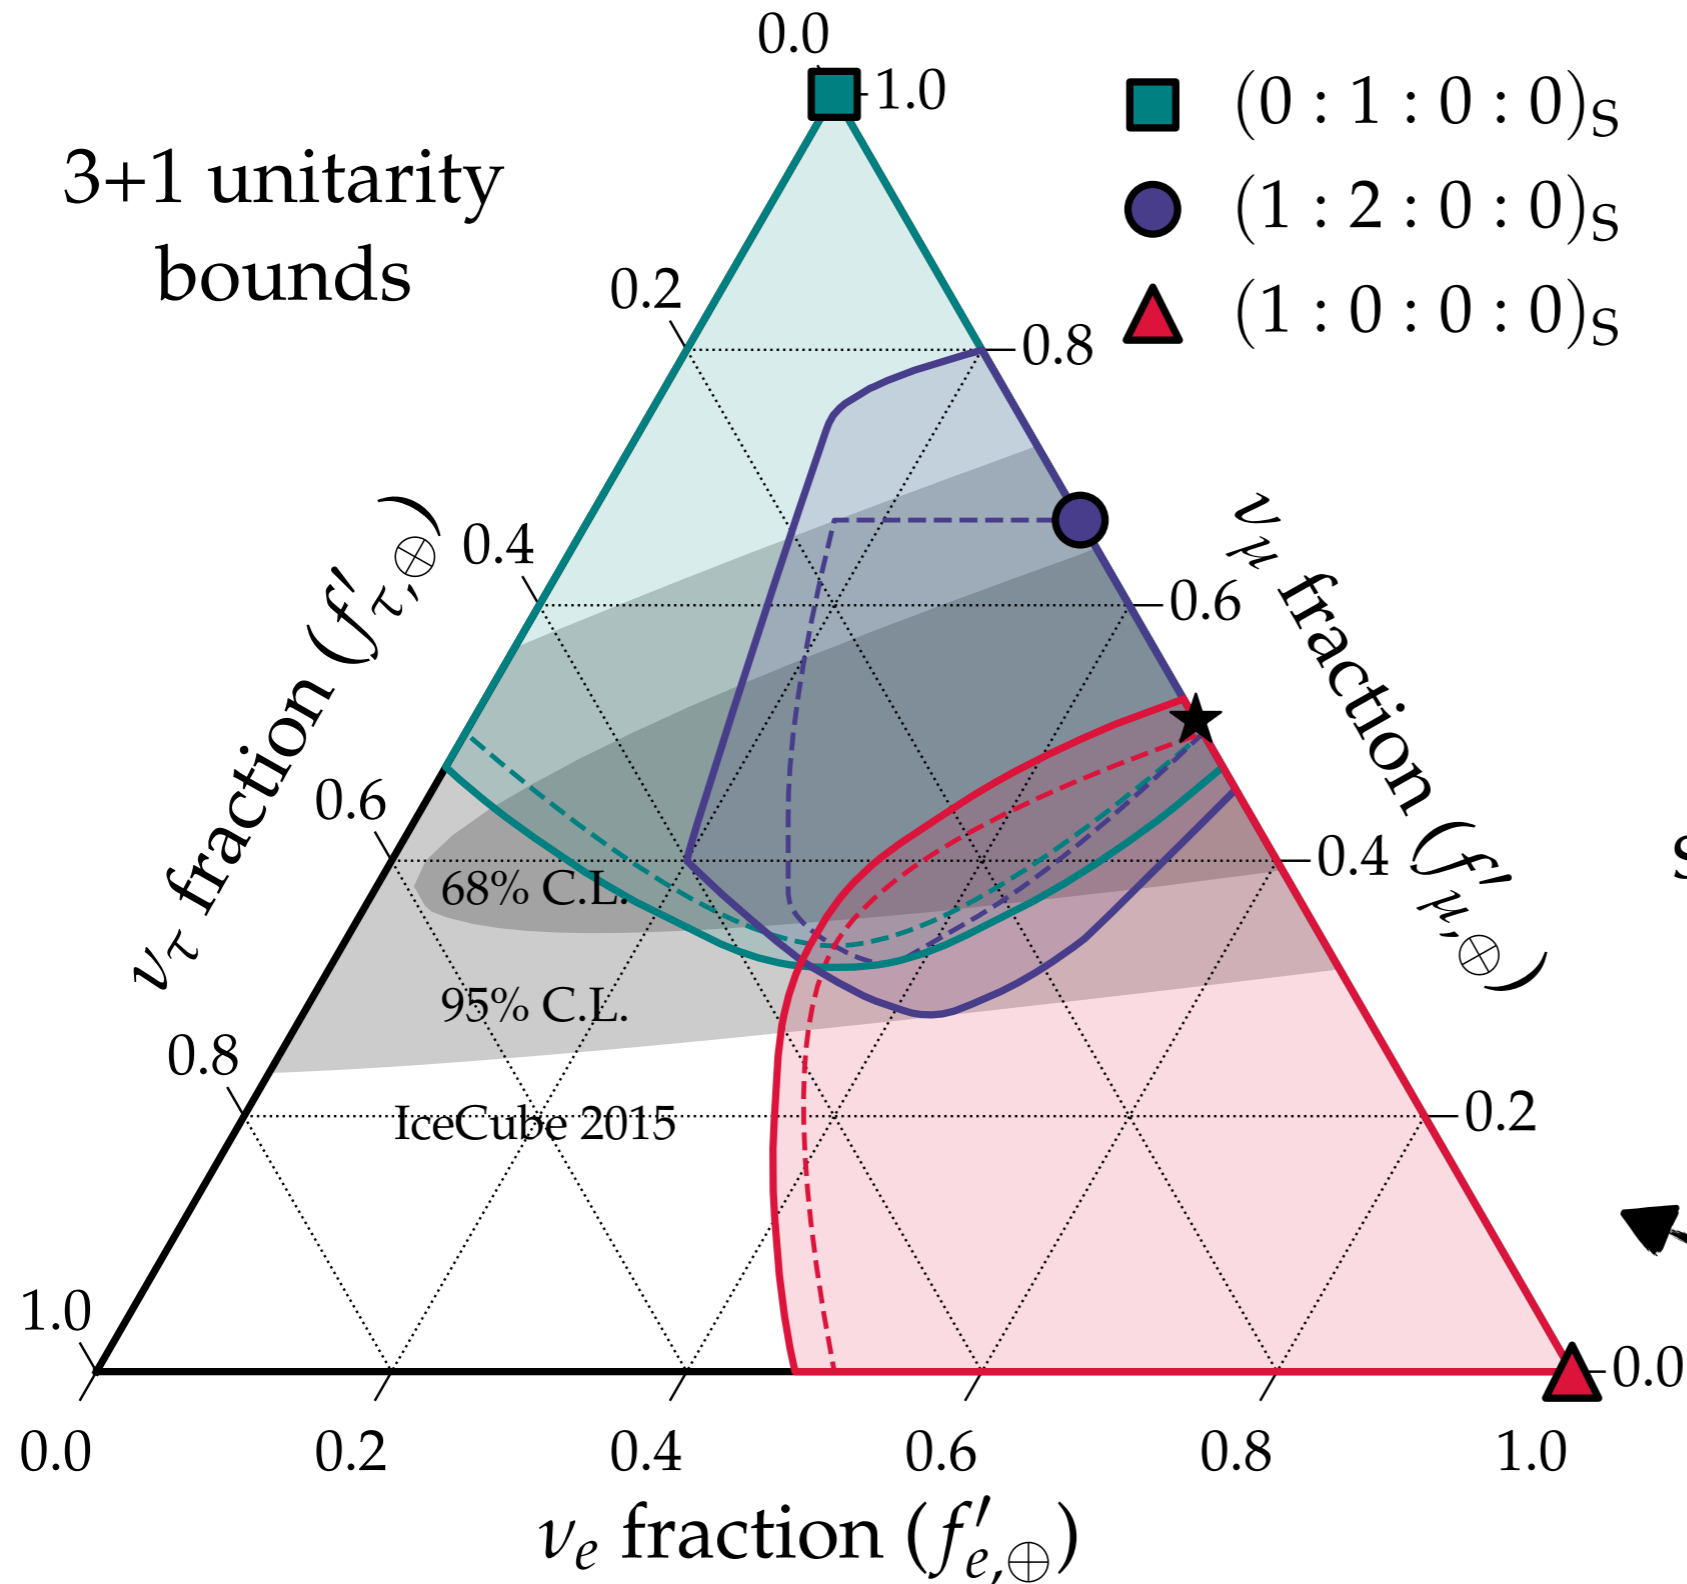 3+1 unitarity
bounds
(0 : 1 : 0 : 0)S
(1 : 2 : 0 : 0)S
(1 : 0 : 0 : 0)S
0.0
0.2
0.4
0.6
0.8
1.0
ντ fraction (f′τ,⊕)
1.0
0.8
0.6
0.4
0.2
0.0
νμ fraction (f′μ,⊕)
68% C.L.
95% C.L.
IceCube 2015
0.0
0.2
0.4
0.6
0.8
1.0
νe fraction (f′e,⊕)